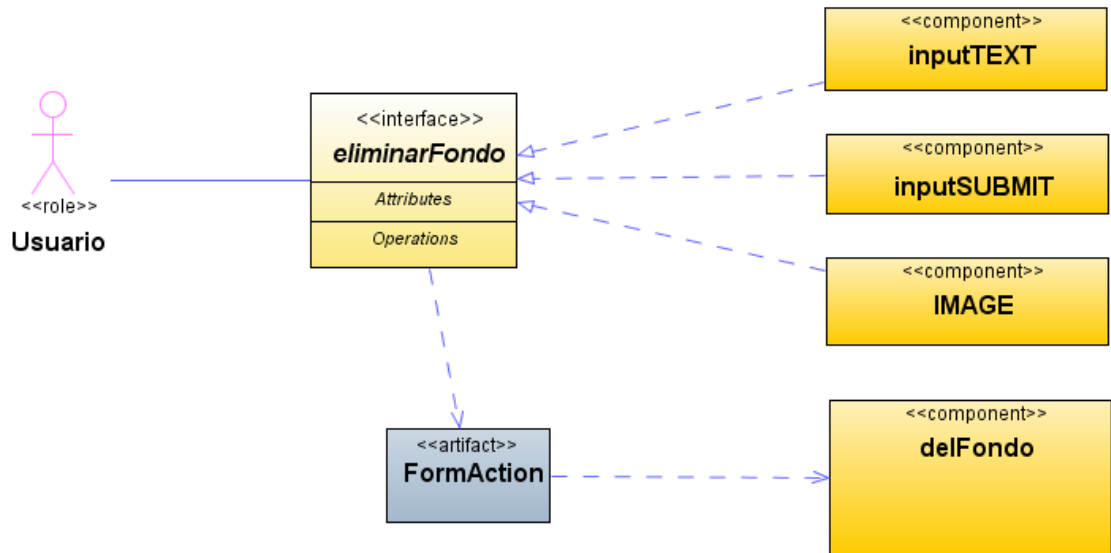 <<role>>
Usuario
<<interface>>
eliminarFondo
Attributes
Operations
<<component>>
inputTEXT
<<component>>
inputSUBMIT
<<component>>
IMAGE
<<artifact>>
FormAction
<<component>>
delFondo